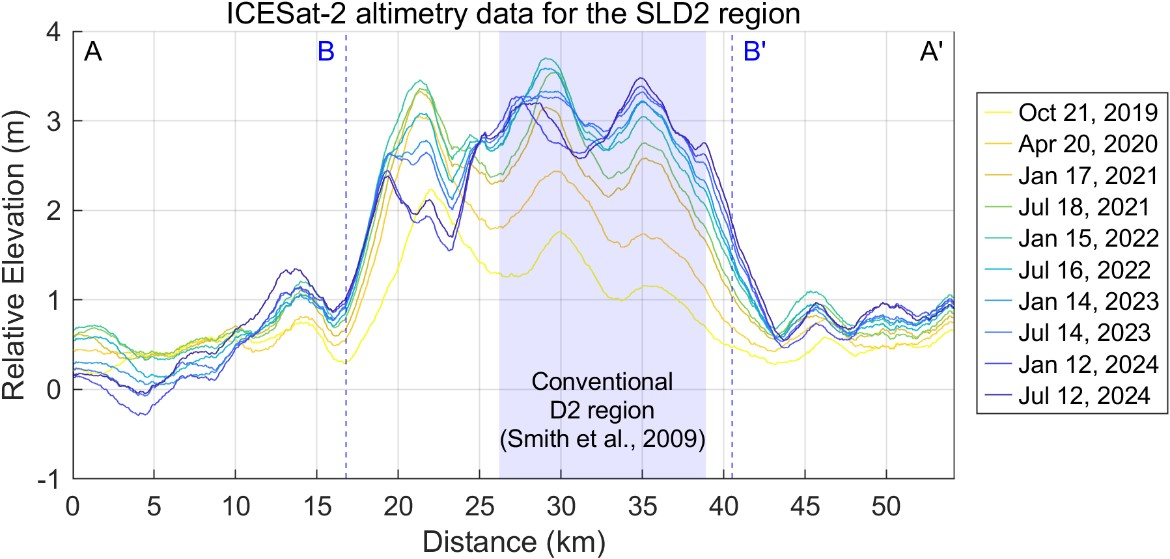 ICESat-2 altimetry data for the SLD2 region
Relative Elevation (m)
4
3
2
1
0
-1
A
B
B'
A'
Conventional
D2 region
(Smith et al., 2009)
0 5 10 15 20 25 30 35 40 45 50
Distance (km)
Oct 21, 2019
Apr 20, 2020
Jan 17, 2021
Jul 18, 2021
Jan 15, 2022
Jul 16, 2022
Jan 14, 2023
Jul 14, 2023
Jan 12, 2024
Jul 12, 2024